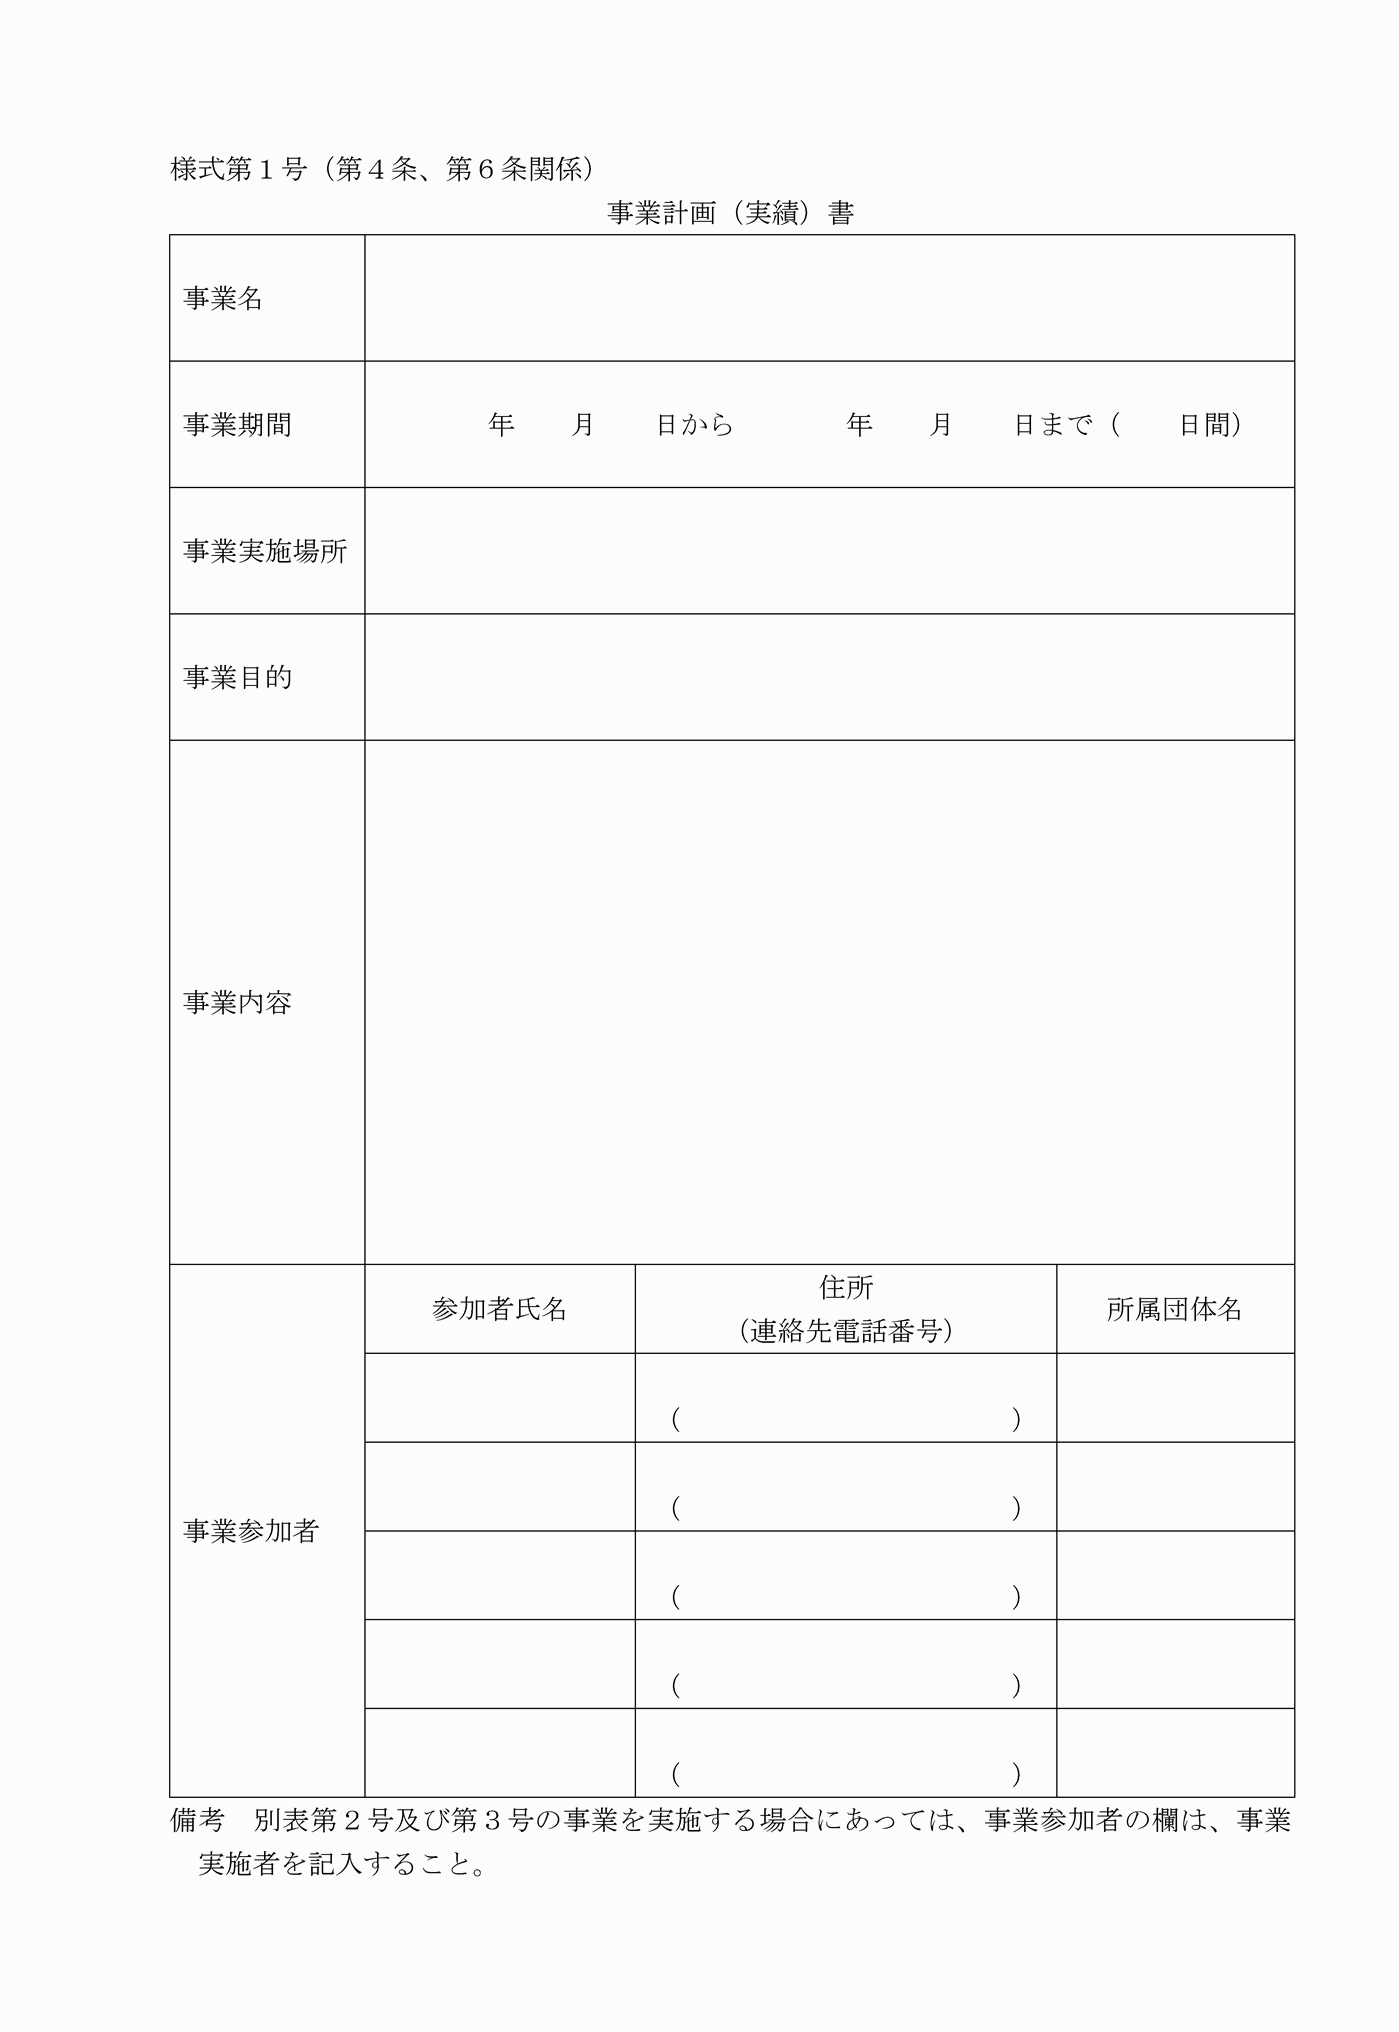 様式第１号（第４条、第６条関係）
事業計画（実績）書
事業名
事業期間　　　　年　　月　　日から　　　　年　　月　　日まで（　　日間）
事業実施場所
事業目的
事業内容
事業参加者
参加者氏名
住所
（連絡先電話番号）
所属団体名
（　　　　　　　　　　　　）
（　　　　　　　　　　　　）
（　　　　　　　　　　　　）
（　　　　　　　　　　　　）
（　　　　　　　　　　　　）
備考　別表第２号及び第３号の事業を実施する場合にあっては、事業参加者の欄は、事業
実施者を記入すること。